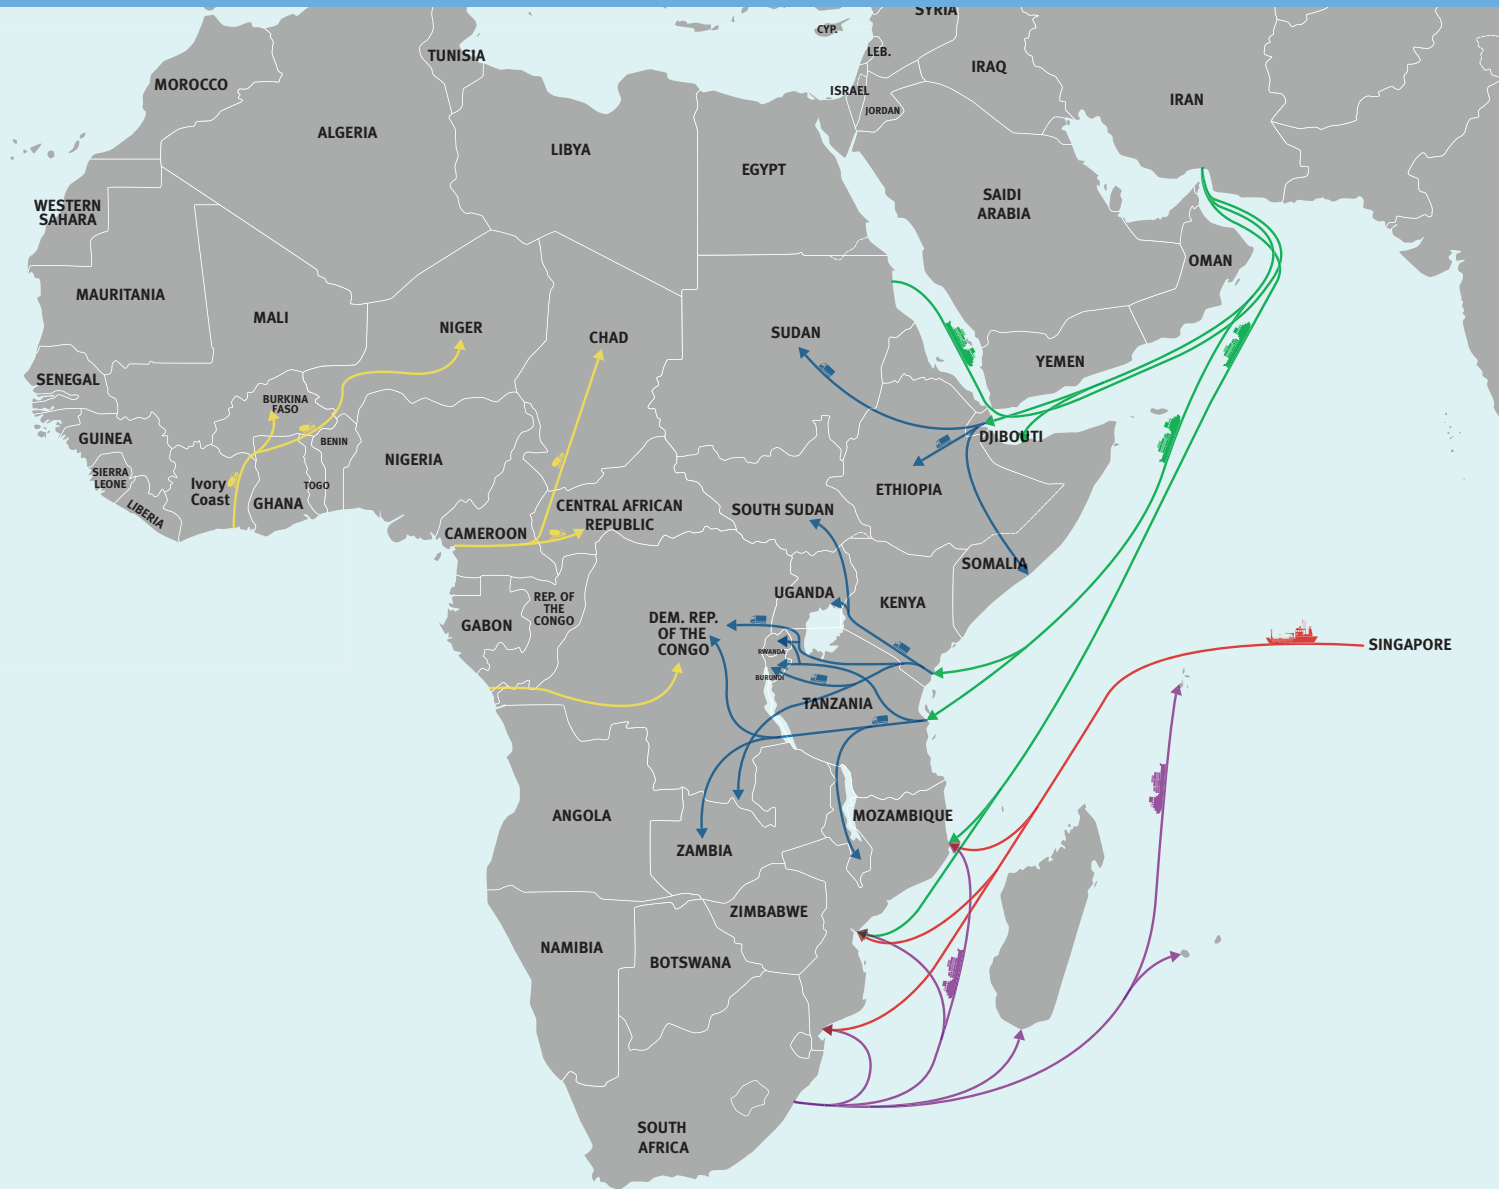 SYRIA
CYP.
TUNISIA
LEB.
IRAQ
MOROCCO
ISRAEL
IRAN
JORDAN
ALGERIA
LIBYA
EGYPT
SAIDI
ARABIA
WESTERN
SAHARA
OMAN
MAURITANIA
MALI
NIGER
CHAD
SUDAN
YEMEN
SENEGAL
BURKINA
FASO
GUINEA
BENIN
DJIBOUTI
NIGERIA
SIERRA
LEONE
Ivory
Coast
TOGO
GHANA
ETHIOPIA
LIBERIA
CENTRAL AFRICAN
REPUBLIC
SOUTH SUDAN
CAMEROON
SOMALIA
UGANDA
KENYA
REP. OF
THE
CONGO
GABON
DEM. REP.
OF THE
CONGO
SINGAPORE
RWANDA
BURUNDI
TANZANIA
ANGOLA
MOZAMBIQUE
ZAMBIA
ZIMBABWE
NAMIBIA
BOTSWANA
SOUTH
AFRICA